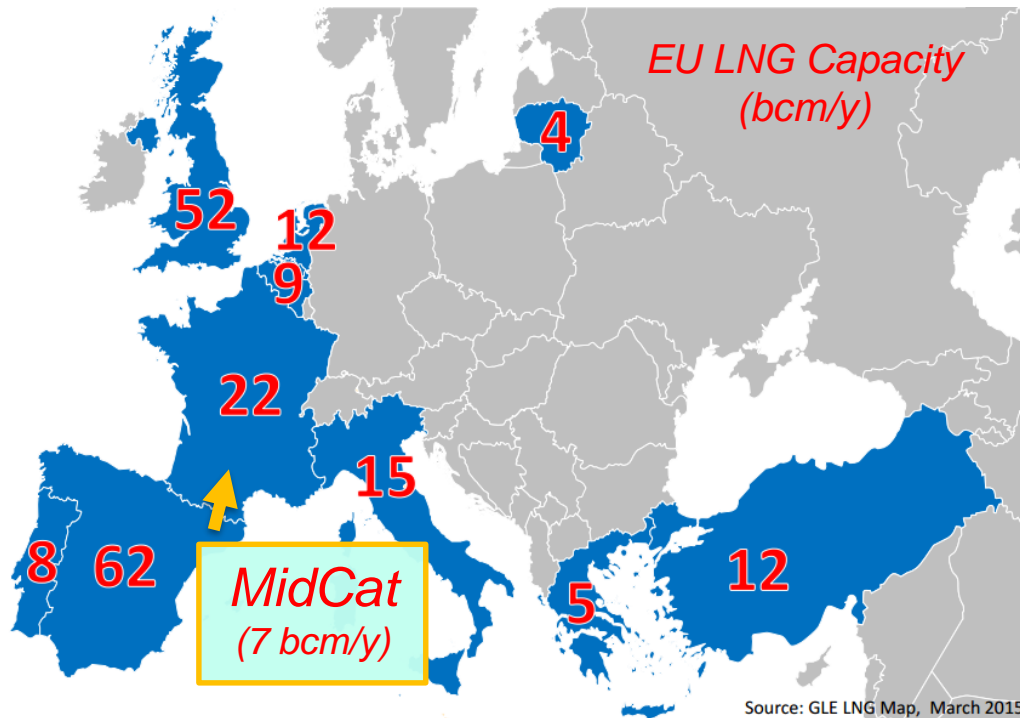 EU LNG Capacity
(bcm/y)
4
52
12
9
22
15
8
62
MidCat
(7 bcm/y)
5
12
Source: GLE LNG Map, March 2015